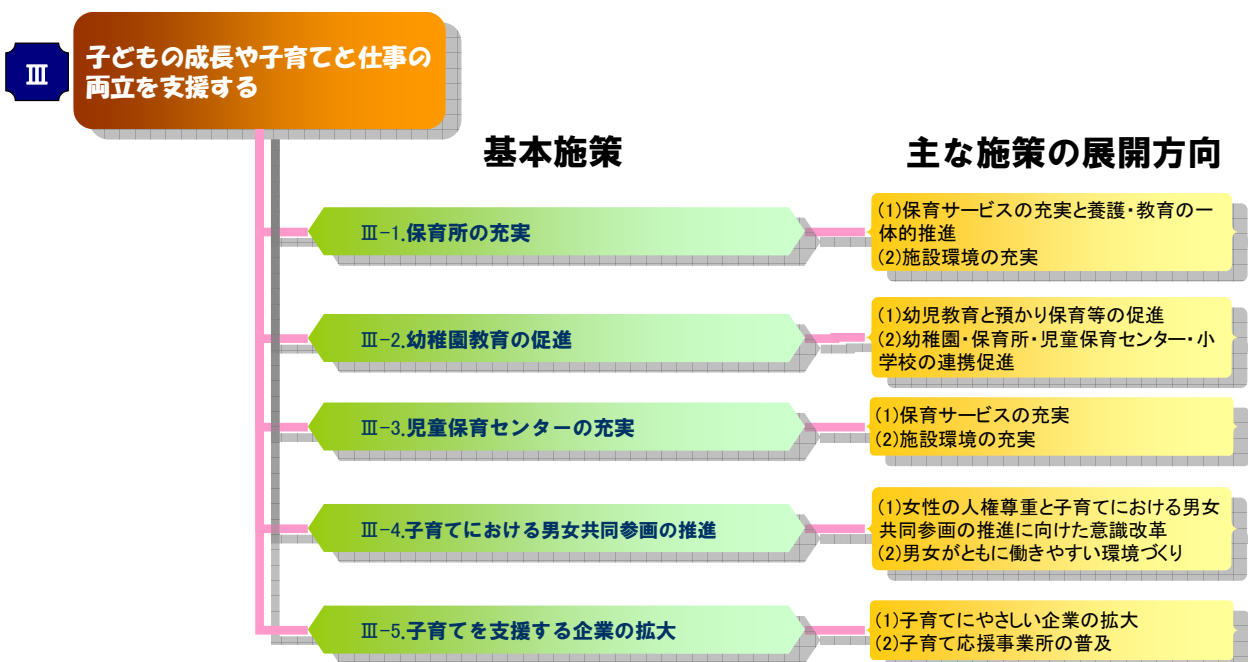 Ⅲ
子どもの成長や子育てと仕事の
両立を支援する
基本施策
主な施策の展開方向
Ⅲ-1.保育所の充実
(1)保育サービスの充実と養護・教育の一
体的推進
(2)施設環境の充実
Ⅲ-2.幼稚園教育の促進
(1)幼児教育と預かり保育等の促進
(2)幼稚園・保育所・児童保育センター・小
学校の連携促進
Ⅲ-3.児童保育センターの充実
(1)保育サービスの充実
(2)施設環境の充実
Ⅲ-4.子育てにおける男女共同参画の推進
(1)女性の人権尊重と子育てにおける男女
共同参画の推進に向けた意識改革
(2)男女がともに働きやすい環境づくり
Ⅲ-5.子育てを支援する企業の拡大
(1)子育てにやさしい企業の拡大
(2)子育て応援事業所の普及